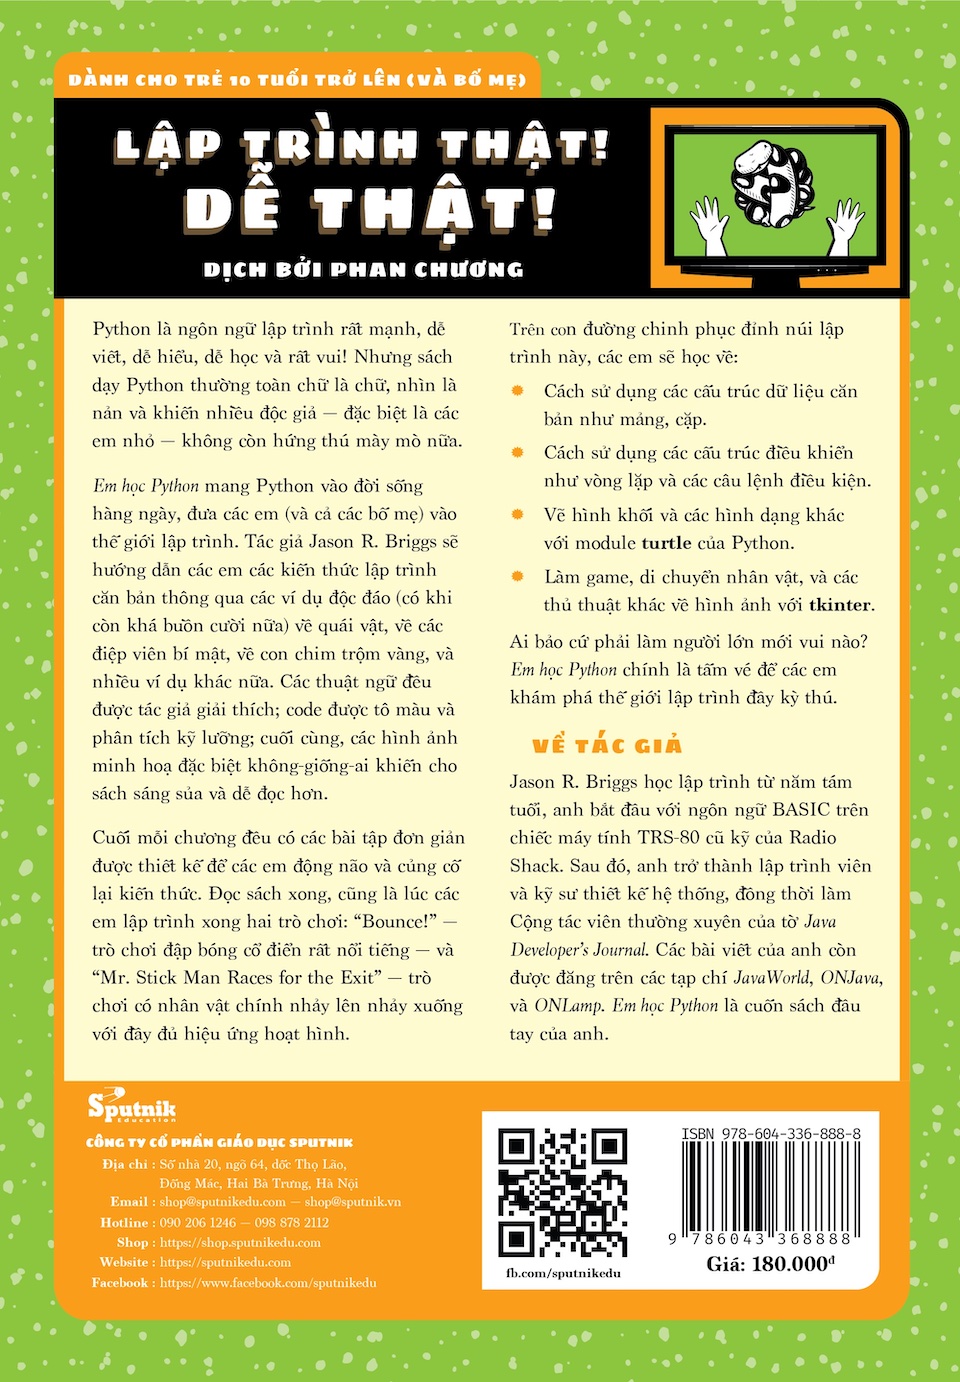 DÀNH CHO TRẺ 10 TUỔI TRỞ LÊN (VÀ BỐ MẸ)
LẬP TRÌNH THẬT!
DỄ THẬT!
DỊCH BỞI PHAN CHƯƠNG
Python là ngôn ngữ lập trình rất mạnh, dễ
viết, dễ hiểu, dễ học và rất vui! Nhưng sách
dạy Python thường toàn chữ là chữ, nhìn là
nản và khiến nhiều độc giả — đặc biệt là các
em nhỏ — không còn hứng thú mày mò nữa.
Em học Python mang Python vào đời sống
hàng ngày, đưa các em (và cả các bố mẹ) vào
thế giới lập trình. Tác giả Jason R. Briggs sẽ
hướng dẫn các em các kiến thức lập trình
căn bản thông qua các ví dụ độc đáo (có khi
còn khá buồn cười nữa) về quái vật, về các
điệp viên bí mật, về con chim trộm vàng, và
nhiều ví dụ khác nữa. Các thuật ngữ đều
được tác giả giải thích; code được tô màu và
phân tích kỹ lưỡng; cuối cùng, các hình ảnh
minh hoạ đặc biệt không-giống-ai khiến cho
sách sáng sủa và dễ đọc hơn.
Cuối mỗi chương đều có các bài tập đơn giản
được thiết kế để các em động não và củng cố
lại kiến thức. Đọc sách xong, cũng là lúc các
em lập trình xong hai trò chơi: “Bounce!” —
trò chơi đập bóng cổ điển rất nổi tiếng — và
“Mr. Stick Man Races for the Exit” — trò
chơi có nhân vật chính nhảy lên nhảy xuống
với đầy đủ hiệu ứng hoạt hình.
Trên con đường chinh phục đỉnh núi lập
trình này, các em sẽ học về:
Cách sử dụng các cấu trúc dữ liệu căn
bản như mảng, cặp.
Cách sử dụng các cấu trúc điều khiển
như vòng lặp và các câu lệnh điều kiện.
Vẽ hình khối và các hình dạng khác
với module turtle của Python.
Làm game, di chuyển nhân vật, và các
thủ thuật khác về hình ảnh với tkinter.
Ai bảo cứ phải làm người lớn mới vui nào?
Em học Python chính là tấm vé để các em
khám phá thế giới lập trình đầy kỳ thú.
VỀ TÁC GIẢ
Jason R. Briggs học lập trình từ năm tám
tuổi, anh bắt đầu với ngôn ngữ BASIC trên
chiếc máy tính TRS-80 cũ kỹ của Radio
Shack. Sau đó, anh trở thành lập trình viên
và kỹ sư thiết kế hệ thống, đồng thời làm
Cộng tác viên thường xuyên của tờ Java
Developer's Journal. Các bài viết của anh còn
được đăng trên các tạp chí JavaWorld, ONJava,
và ONLamp. Em học Python là cuốn sách đầu
tay của anh.
Sputnik
Education
CÔNG TY CỔ PHẦN GIÁO DỤC SPUTNIK
Địa chỉ : Số nhà 20, ngõ 64, dốc Thọ Lão,
Đống Mác, Hai Bà Trưng, Hà Nội
Email : shop@sputnikedu.com — shop@sputnik.vn
Hotline : 090 206 1246 — 098 878 2112
Shop : https://shop.sputnikedu.com
Website : https://sputnikedu.com
Facebook : https://www.facebook.com/sputnikedu
fb.com/sputnikedu
ISBN 978-604-336-888-8
9 786043 368888
Giá: 180.000đ